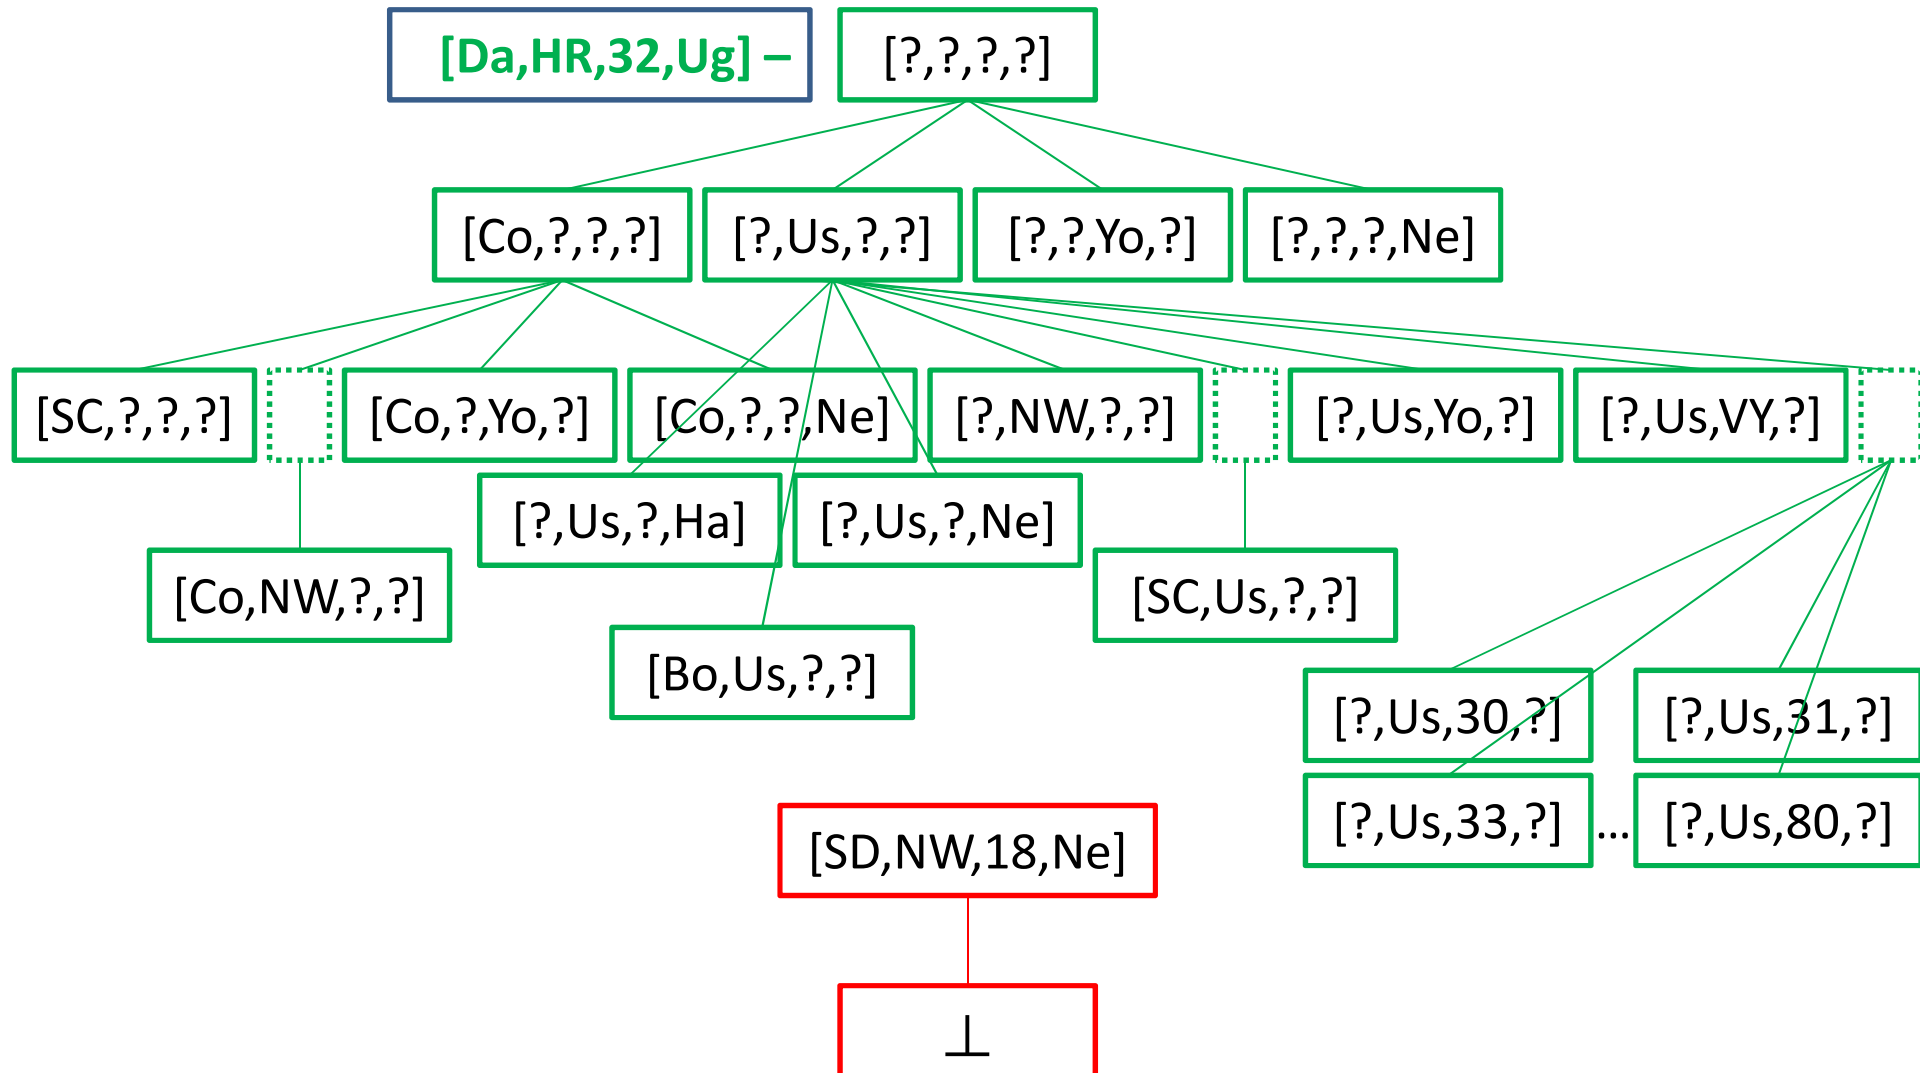 [Da,HR,32,Ug] –
[?,?,?,?]
[Co,?,?,?]
[?,Us,?,?]
[?,?,Yo,?]
[?,?,?,Ne]
[SC,?,?,?]
[Co,?,Yo,?]
[Co,?,?,Ne]
[?,NW,?,?]
[?,Us,Yo,?]
[?,Us,VY,?]
[?,Us,?,Ha]
[?,Us,?,Ne]
[Co,NW,?,?]
[SC,Us,?,?]
[Bo,Us,?,?]
[?,Us,30,?]
[?,Us,31,?]
[?,Us,33,?]
...
[?,Us,80,?]
[SD,NW,18,Ne]
⊥